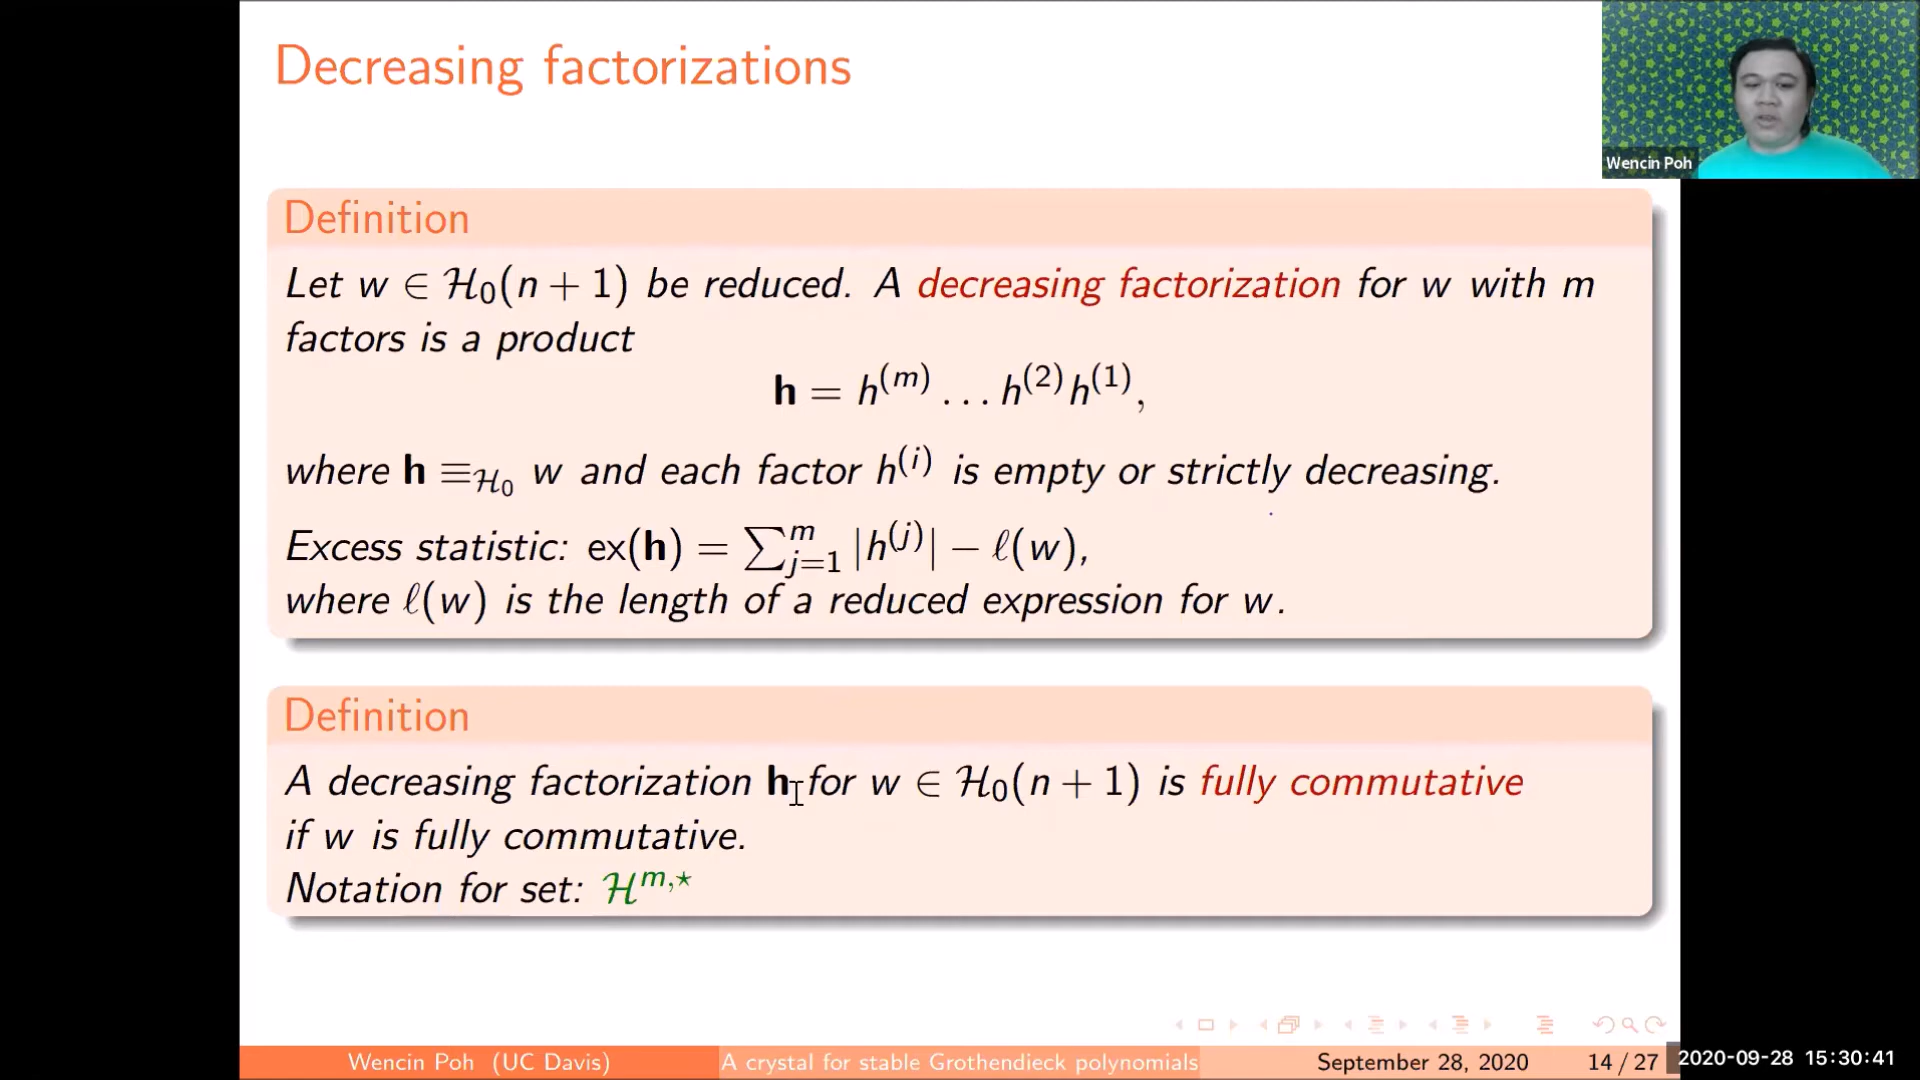 Decreasing factorizations
Wencin Poh
Definition
Let w ∈ ℋ₀(n + 1) be reduced. A decreasing factorization for w with m
factors is a product
h = h⁽ᵐ⁾ … h⁽²⁾h⁽¹⁾,
where h ≡_ℋ₀ w and each factor h⁽ⁱ⁾ is empty or strictly decreasing.
Excess statistic: ex(h) = ∑ᵐⱼ₌₁ |h⁽ʲ⁾| − ℓ(w),
where ℓ(w) is the length of a reduced expression for w.
Definition
A decreasing factorization h for w ∈ ℋ₀(n + 1) is fully commutative
if w is fully commutative.
Notation for set: ℋ^{m,⋆}
Wencin Poh (UC Davis) A crystal for stable Grothendieck polynomials September 28, 2020 14 / 27
2020-09-28 15:30:41